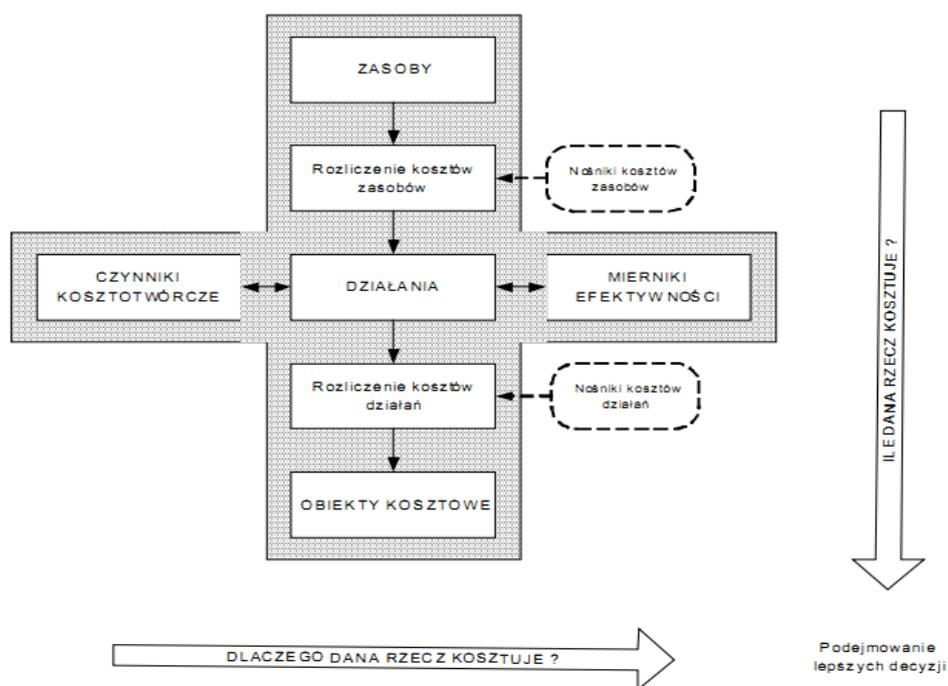 ZASOBY
Rozliczenie kosztów
zasobów
Nośniki kosztów
zasobów
CZYNNIKI
KOSZTOTWÓRCZE
DZIAŁANIA
MIERNIKI
EFEKTYWNOŚCI
Rozliczenie kosztów
działań
Nośniki kosztów
działań
OBIEKTY KOSZTOWE
ILE DANA RZECZ KOSZTUJE ?
DLACZEGO DANA RZECZ KOSZTUJE ?
Podejmowanie
lepszych decyzji